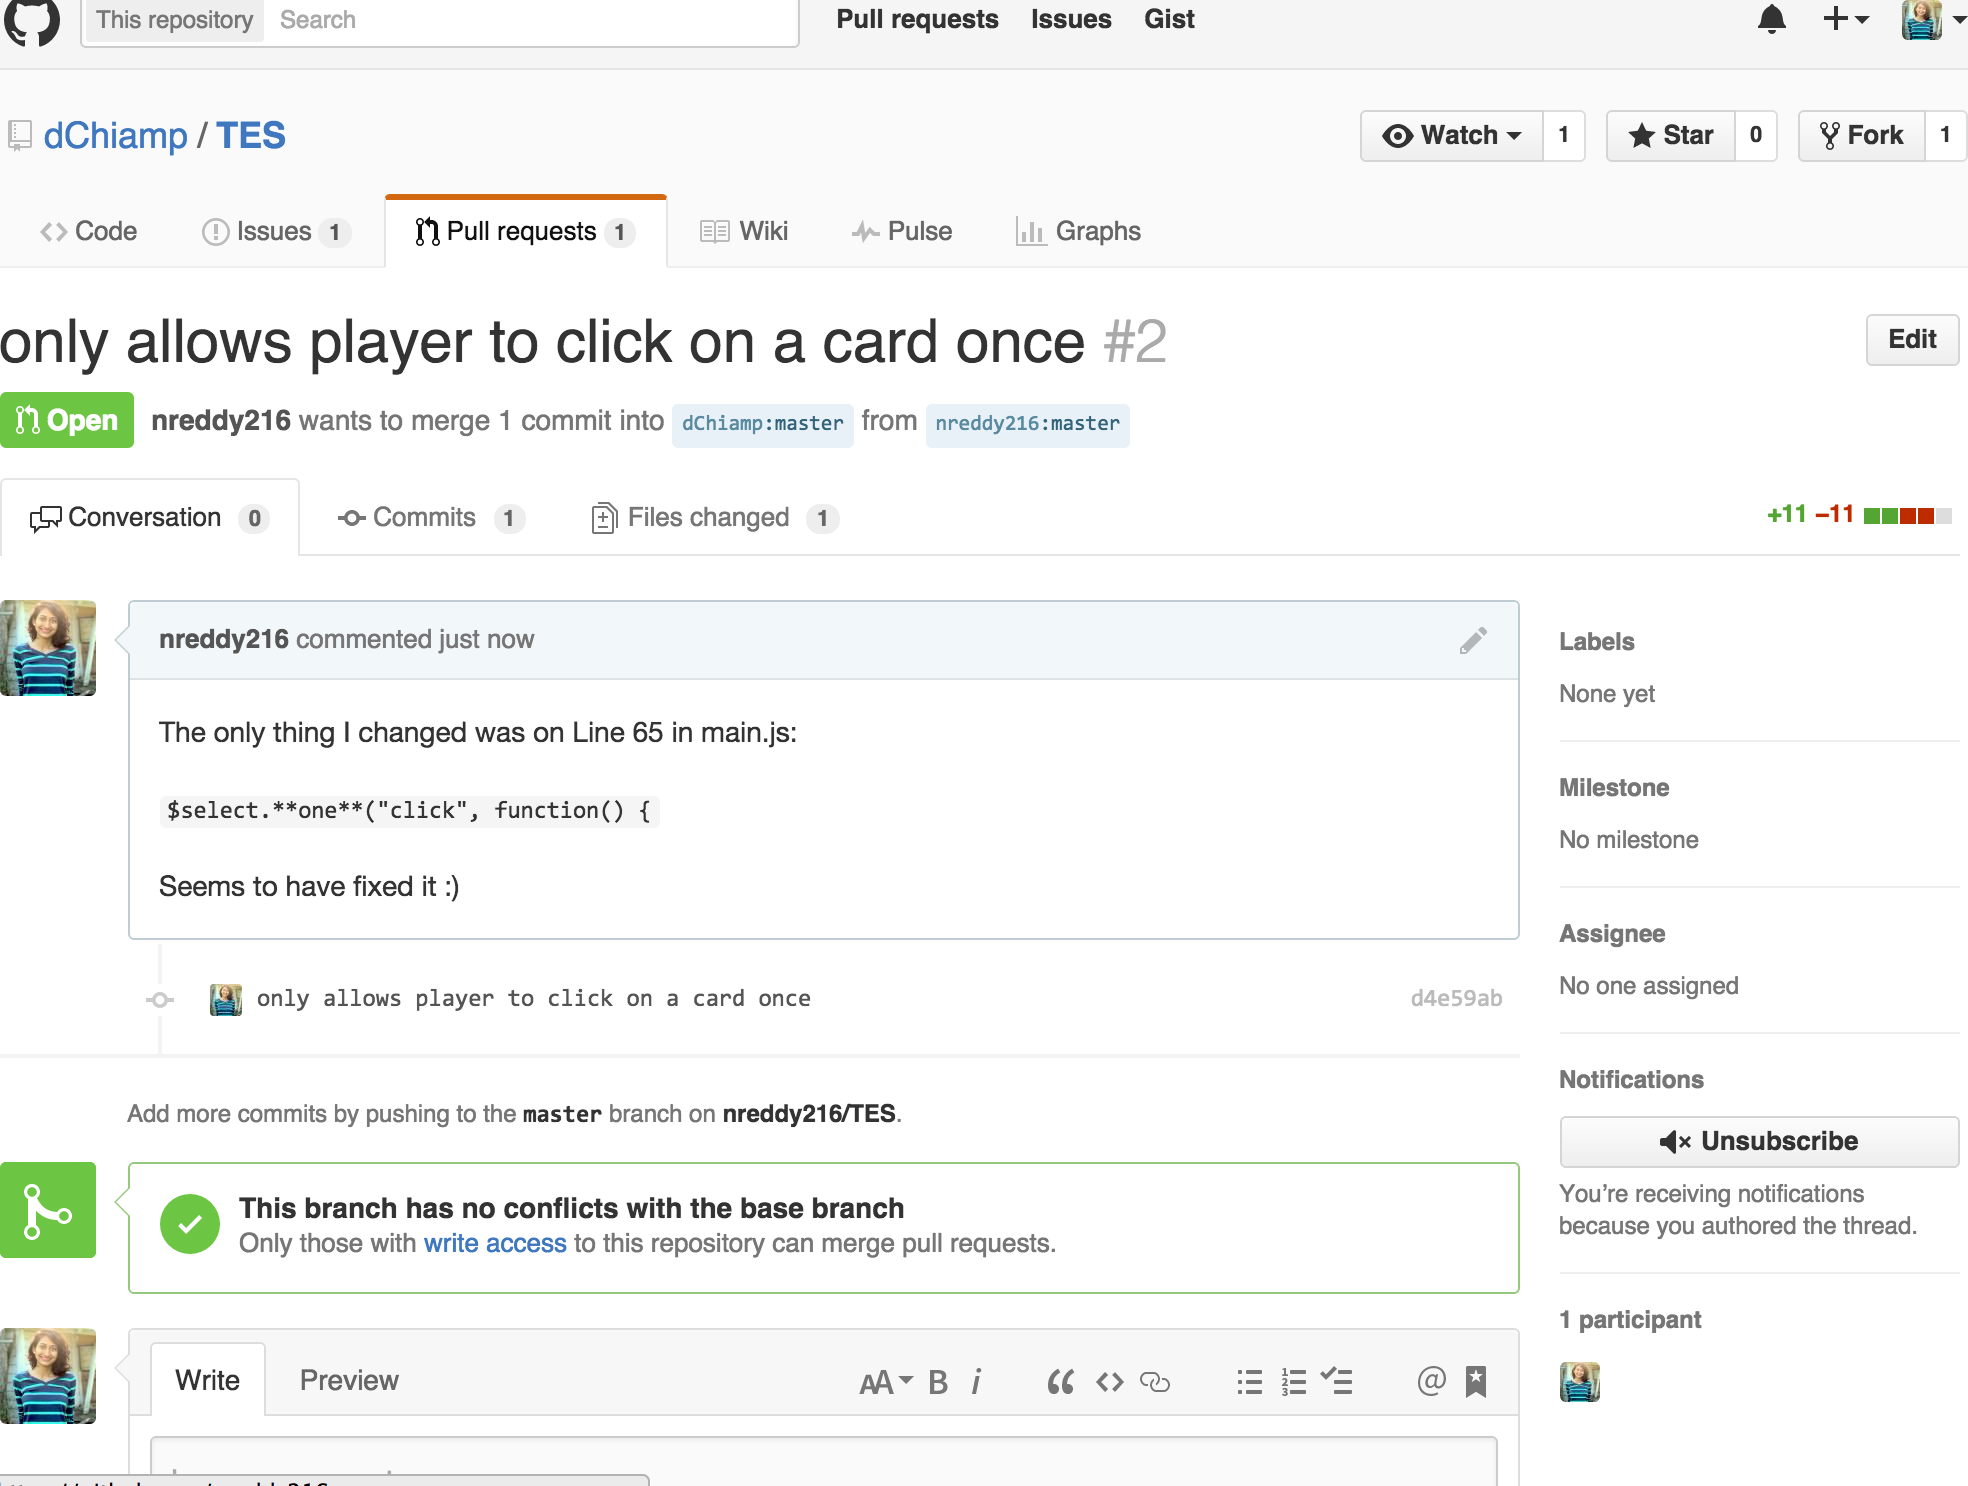 This repository Search Pull requests Issues Gist
dChiamp / TES Watch 1 Star 0 Fork 1
Code Issues 1 Pull requests 1 Wiki Pulse Graphs
only allows player to click on a card once #2 Edit
Open nreddy216 wants to merge 1 commit into dChiamp:master from nreddy216:master
Conversation 0 Commits 1 Files changed 1 +11 −11
nreddy216 commented just now
The only thing I changed was on Line 65 in main.js:
$select.**one**("click", function() {
Seems to have fixed it :)
only allows player to click on a card once d4e59ab
Add more commits by pushing to the master branch on nreddy216/TES.
This branch has no conflicts with the base branch
Only those with write access to this repository can merge pull requests.
Write Preview AA B i
Labels
None yet
Milestone
No milestone
Assignee
No one assigned
Notifications
Unsubscribe
You’re receiving notifications
because you authored the thread.
1 participant